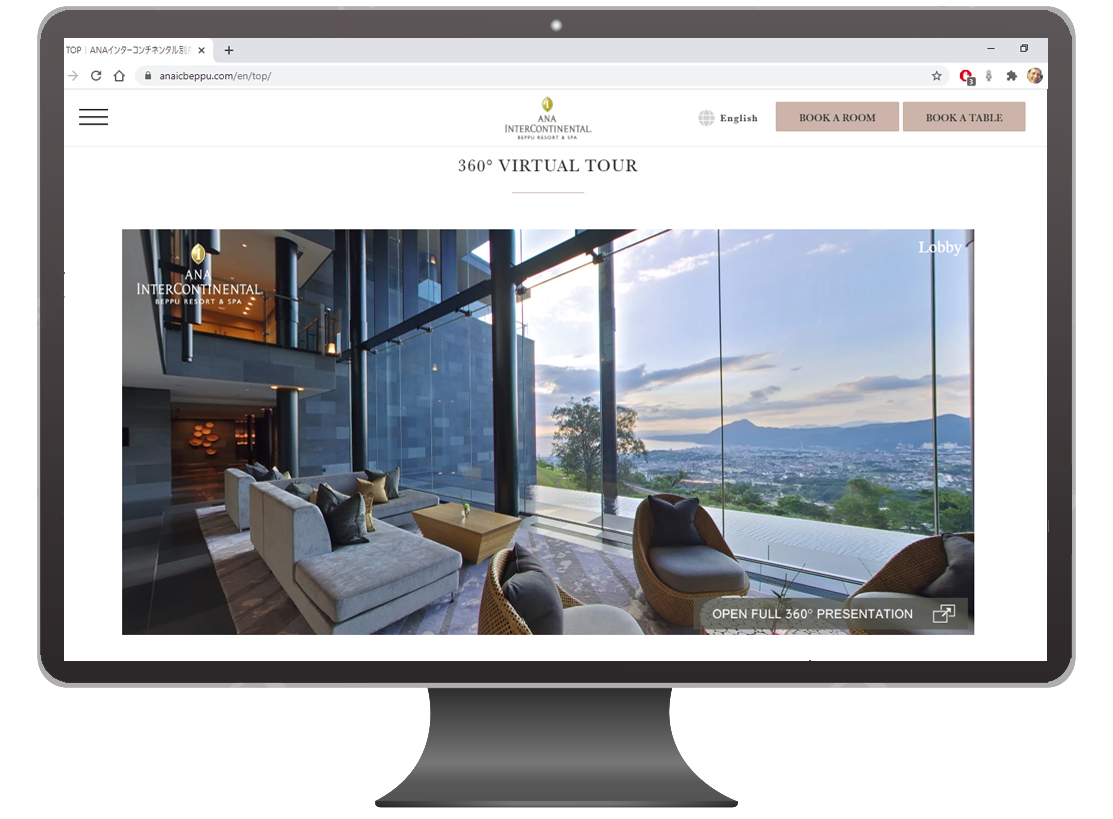 TOP | ANAインターコンチネンタル別
anaicbeppu.com/en/top/
3
ANA
INTERCONTINENTAL
BEPPU RESORT & SPA
English
BOOK A ROOM
BOOK A TABLE
360° VIRTUAL TOUR
ANA
INTERCONTINENTAL
BEPPU RESORT & SPA
Lobby
OPEN FULL 360° PRESENTATION